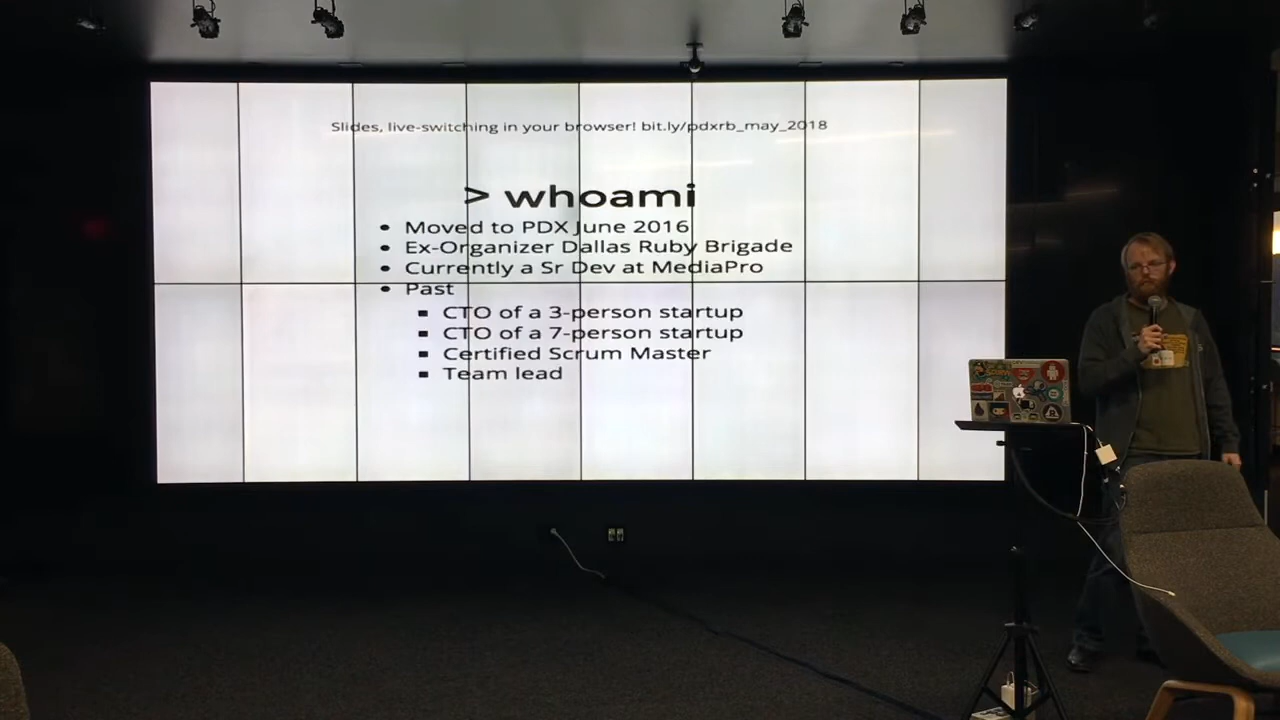 Slides, live-switching in your browser! bit.ly/pdxrb_may_2018
> whoami
• Moved to PDX June 2016
• Ex-Organizer Dallas Ruby Brigade
• Currently a Sr Dev at MediaPro
• Past
▪ CTO of a 3-person startup
▪ CTO of a 7-person startup
▪ Certified Scrum Master
▪ Team lead